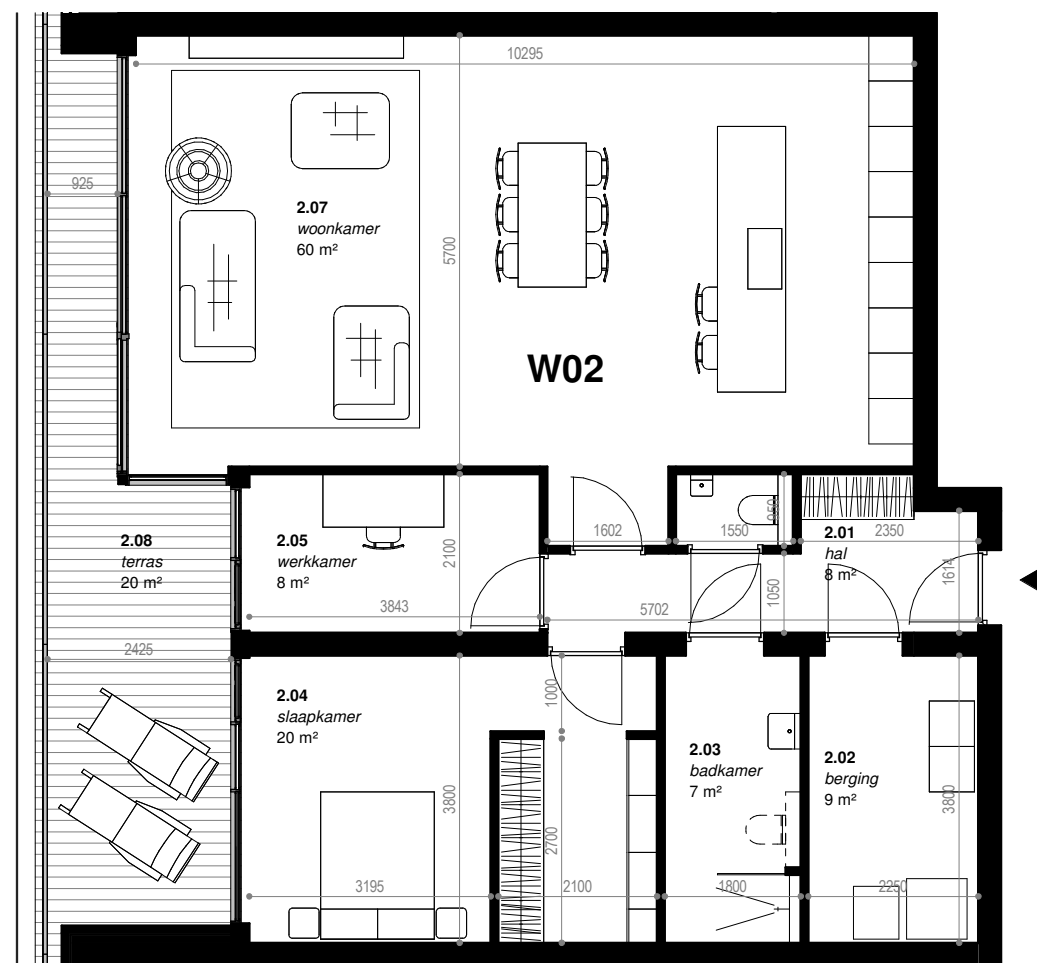 10295
925
2.07
woonkamer
60 m²
5700
W02
2.08
terras
20 m²
2.05
werkkamer
8 m²
2100
3843
1602
1550
950
2.01
hal
8 m²
2350
1614
1050
5702
2425
2.04
slaapkamer
20 m²
1000
3800
2700
3195
2100
2.03
badkamer
7 m²
1800
2.02
berging
9 m²
3800
2250